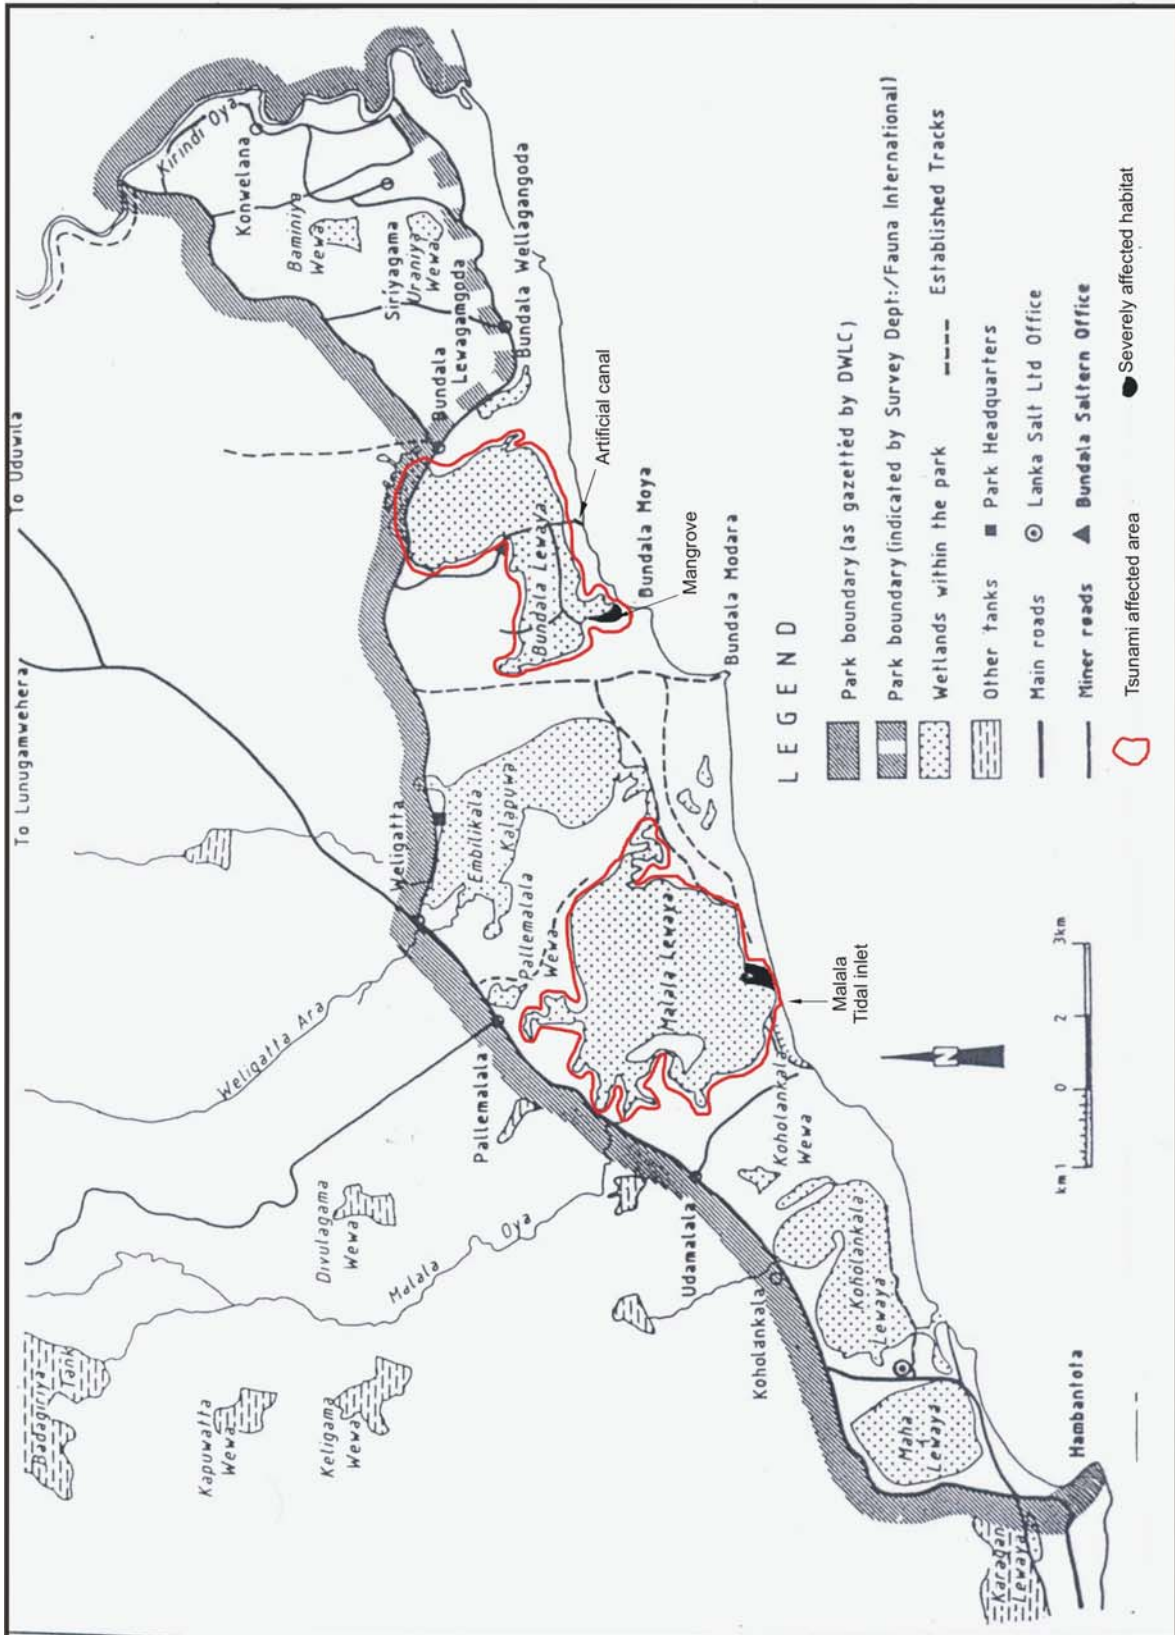 To Uduwila
To Lunugamwehera
Kirindi Oya
Konwelana
Baminiya
Wewa
Siriyagama
Uraniya
Wewa
Bundala
Lewagamgoda
Bundala Wellagangoda
Bundala Lewaya
Artificial canal
Mangrove
Bundala Moya
Bundala Modara
Weligatta
Embilikala
Kalapuwa
Pallemalala
Wewa
Malala Lewaya
Malala
Tidal inlet
Weligatta Ara
Pallemalala
Divulagama
Wewa
Malala Oya
Udamalala
Koholankala
Wewa
Koholankala
Koholankala
Lewaya
Badagiriya
Tank
Kapuwatta
Wewa
Keligama
Wewa
Maha
Lewaya
Hambantota
Karagan
Lewaya
N
km 1 0 2 3km
LEGEND
Park boundary (as gazetted by DWLC)
Park boundary (indicated by Survey Dept:/Fauna International)
Wetlands within the park Established Tracks
Other tanks Park Headquarters
Main roads Lanka Salt Ltd Office
Miner roads Bundala Saltern Office
Tsunami affected area Severely affected habitat